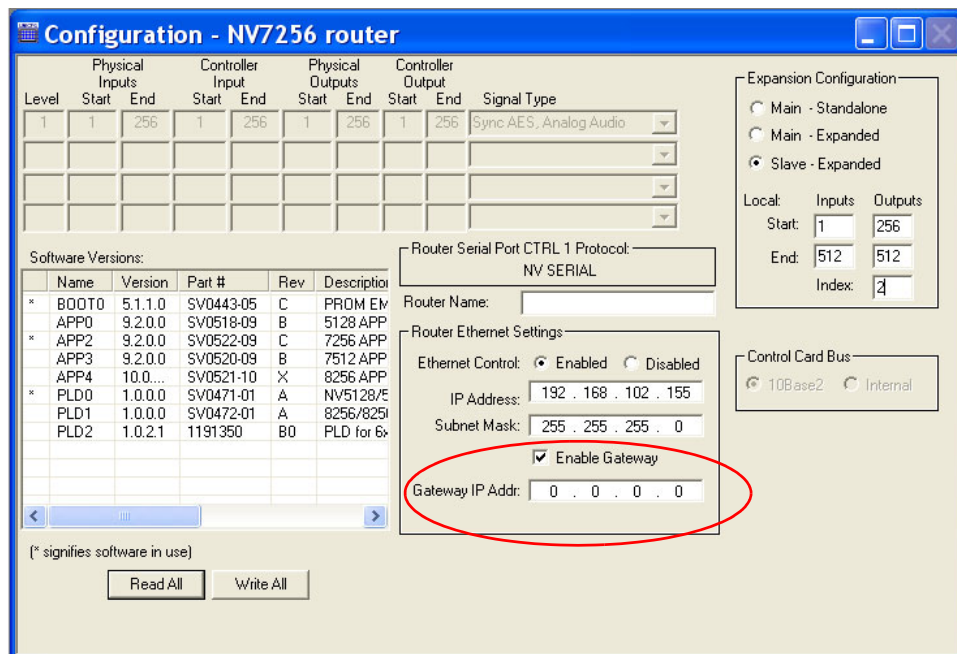 Configuration - NV7256 router
Physical Inputs Controller Input Physical Outputs Controller Output
Level Start End Start End Start End Start End Signal Type
1 1 256 1 256 1 256 1 256 Sync AES, Analog Audio
Expansion Configuration
Main - Standalone
Main - Expanded
Slave - Expanded
Local: Inputs Outputs
Start: 1 256
End: 512 512
Index: 2
Software Versions:
Name Version Part # Rev Description
* BOOT0 5.1.1.0 SV0443-05 C PROM EM
APP0 9.2.0.0 SV0518-09 B 5128 APP
* APP2 9.2.0.0 SV0522-09 C 7256 APP
APP3 9.2.0.0 SV0520-09 B 7512 APP
APP4 10.0.... SV0521-10 X 8256 APP
* PLD0 1.0.0.0 SV0471-01 A NV5128/5
PLD1 1.0.0.0 SV0472-01 A 8256/825
PLD2 1.0.2.1 1191350 B0 PLD for 6x
(* signifies software in use)
Read All Write All
Router Serial Port CTRL 1 Protocol:
NV SERIAL
Router Name:
Router Ethernet Settings
Ethernet Control: Enabled Disabled
IP Address: 192 . 168 . 102 . 155
Subnet Mask: 255 . 255 . 255 . 0
Enable Gateway
Gateway IP Addr: 0 . 0 . 0 . 0
Control Card Bus
10Base2 Internal